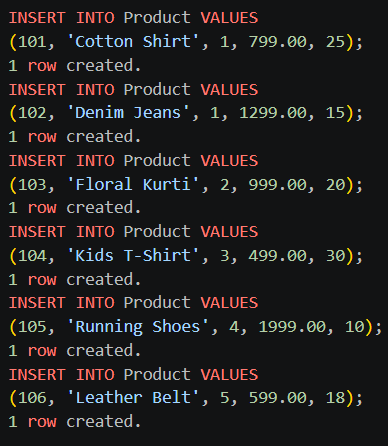 INSERT INTO Product VALUES
(101, 'Cotton Shirt', 1, 799.00, 25);
1 row created.
INSERT INTO Product VALUES
(102, 'Denim Jeans', 1, 1299.00, 15);
1 row created.
INSERT INTO Product VALUES
(103, 'Floral Kurti', 2, 999.00, 20);
1 row created.
INSERT INTO Product VALUES
(104, 'Kids T-Shirt', 3, 499.00, 30);
1 row created.
INSERT INTO Product VALUES
(105, 'Running Shoes', 4, 1999.00, 10);
1 row created.
INSERT INTO Product VALUES
(106, 'Leather Belt', 5, 599.00, 18);
1 row created.